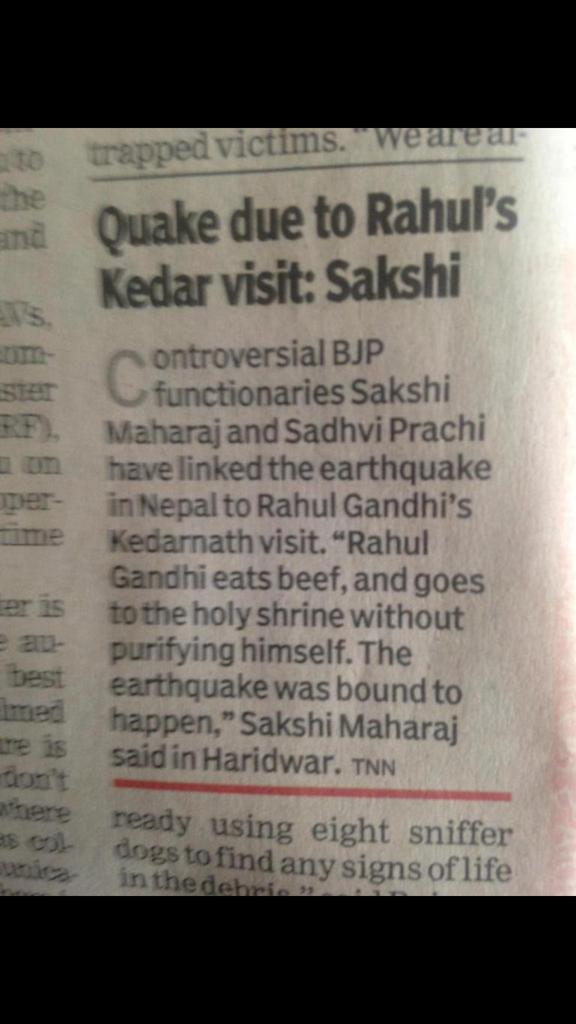 to
the
and
Vs,
om-
ster
RF),
on
oper-
time
er is
au-
best
lmed
re is
don't
where
as col-
unica-
trapped victims. "We are al-
Quake due to Rahul's
Kedar visit: Sakshi
Controversial BJP
functionaries Sakshi
Maharaj and Sadhvi Prachi
have linked the earthquake
in Nepal to Rahul Gandhi's
Kedarnath visit. "Rahul
Gandhi eats beef, and goes
to the holy shrine without
purifying himself. The
earthquake was bound to
happen," Sakshi Maharaj
said in Haridwar. TNN
ready using eight sniffer
dogs to find any signs of life
in the debris,"